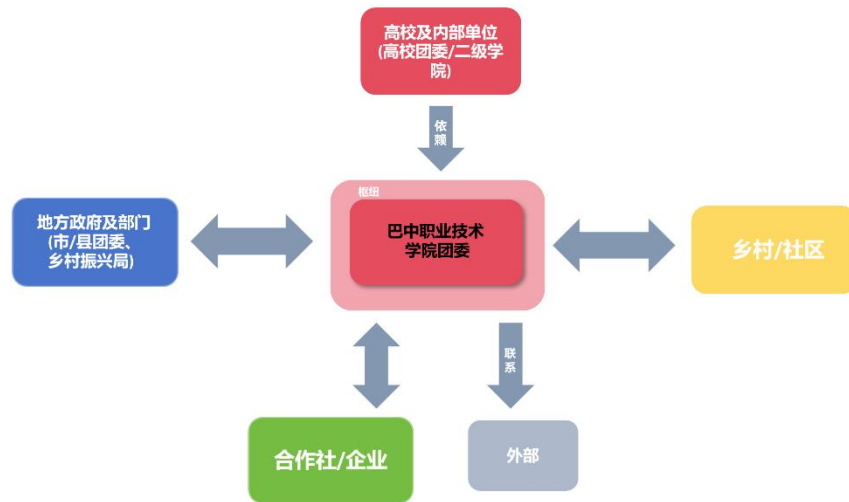 高校及内部单位
(高校团委/二级学
院)
依
赖
枢纽
巴中职业技术
学院团委
地方政府及部门
(市/县团委、
乡村振兴局)
乡村/社区
联
系
合作社/企业
外部